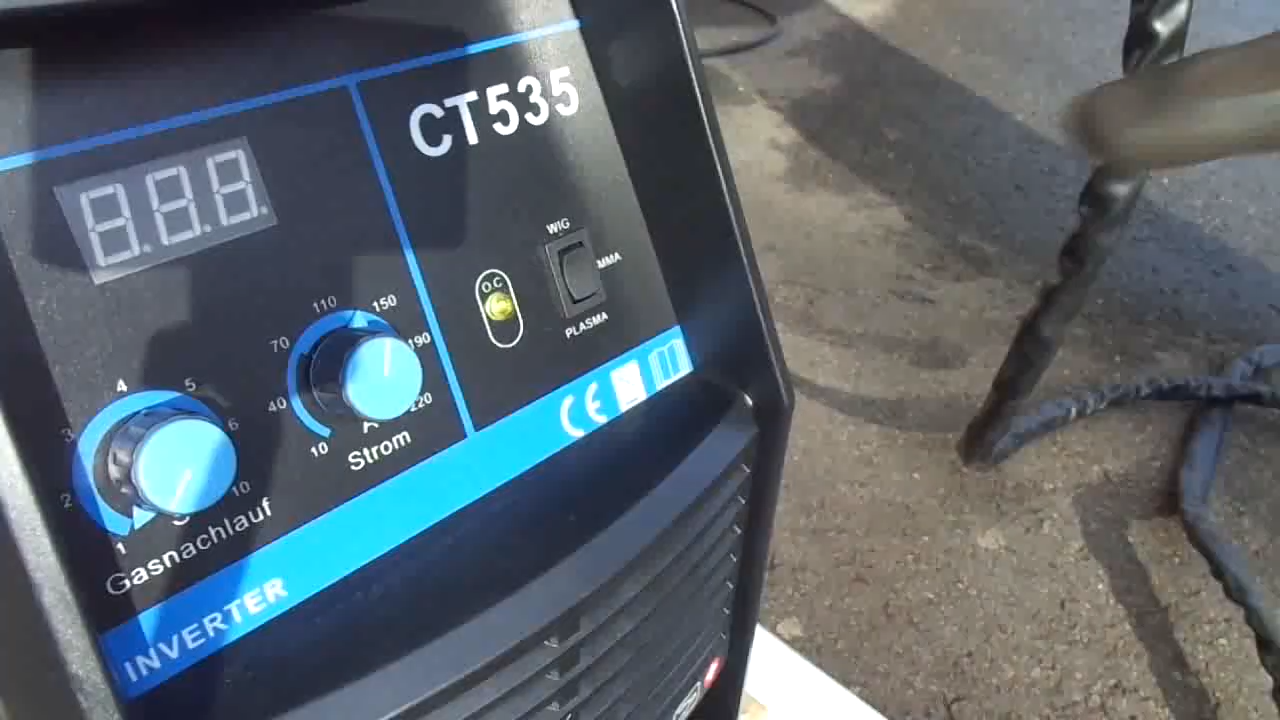 CT535
8.8.8.
WIG
MMA
PLASMA
O.C
10
40
70
110
150
190
220
A
Strom
1
2
3
4
5
6
10
S
Gasnachlauf
CE
INVERTER